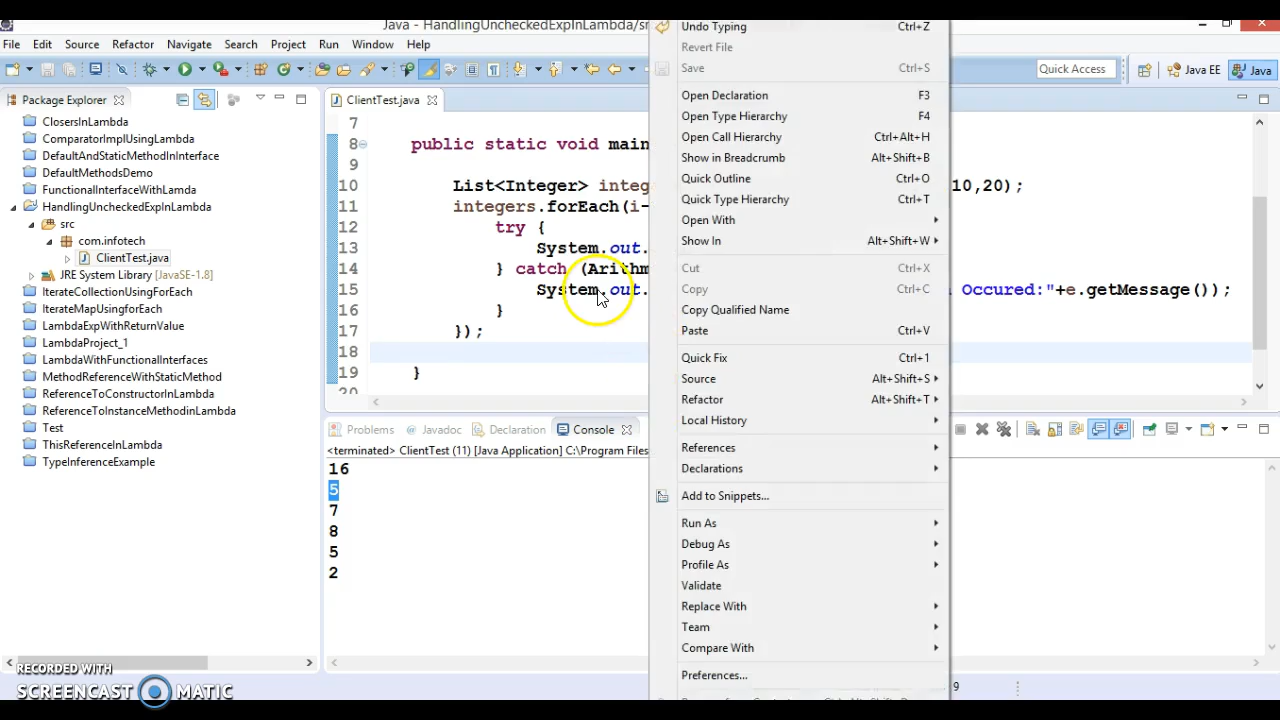 Java - HandlingUncheckedExpInLambda/sr
File Edit Source Refactor Navigate Search Project Run Window Help
Quick Access
Java EE
Java
Package Explorer
ClosersInLambda
ComparatorImplUsingLambda
DefaultAndStaticMethodInInterface
DefaultMethodsDemo
FunctionalInterfaceWithLamda
HandlingUncheckedExpInLambda
src
com.infotech
ClientTest.java
JRE System Library [JavaSE-1.8]
IterateCollectionUsingForEach
IterateMapUsingforEach
LambdaExpWithReturnValue
LambdaProject_1
LambdaWithFunctionalInterfaces
MethodReferenceWithStaticMethod
ReferenceToConstructorInLambda
ReferenceToInstanceMethodinLambda
Test
ThisReferenceInLambda
TypeInferenceExample
ClientTest.java
7
8 public static void main
9
10 List<Integer> integ 10,20);
11 integers.forEach(i-
12 try {
13 System.out.
14 } catch (Arithm
15 System.out. Occured:"+e.getMessage());
16 }
17 });
18
19 }
20
Problems Javadoc Declaration Console
<terminated> ClientTest (11) [Java Application] C:\Program Files
16
5
7
8
5
2
Undo Typing Ctrl+Z
Revert File
Save Ctrl+S
Open Declaration F3
Open Type Hierarchy F4
Open Call Hierarchy Ctrl+Alt+H
Show in Breadcrumb Alt+Shift+B
Quick Outline Ctrl+O
Quick Type Hierarchy Ctrl+T
Open With
Show In Alt+Shift+W
Cut Ctrl+X
Copy Ctrl+C
Copy Qualified Name
Paste Ctrl+V
Quick Fix Ctrl+1
Source Alt+Shift+S
Refactor Alt+Shift+T
Local History
References
Declarations
Add to Snippets...
Run As
Debug As
Profile As
Validate
Replace With
Team
Compare With
Preferences...
9
RECORDED WITH
SCREENCAST MATIC